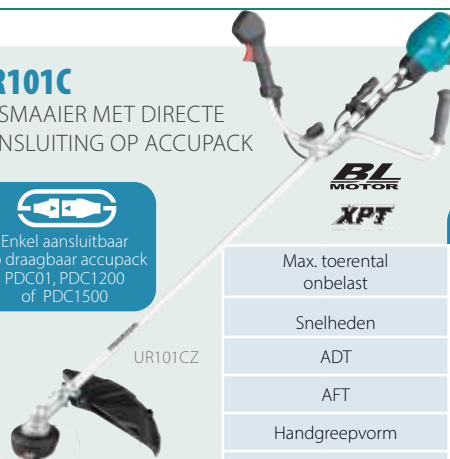 R101C
SMAAIER MET DIRECTE
NSLUITING OP ACCUPACK
BL
MOTOR
XPT
Enkel aansluitbaar
draagbaar accupack
PDC01, PDC1200
of PDC1500
UR101CZ
Max. toerental
onbelast
Snelheden
ADT
AFT
Handgreepvorm